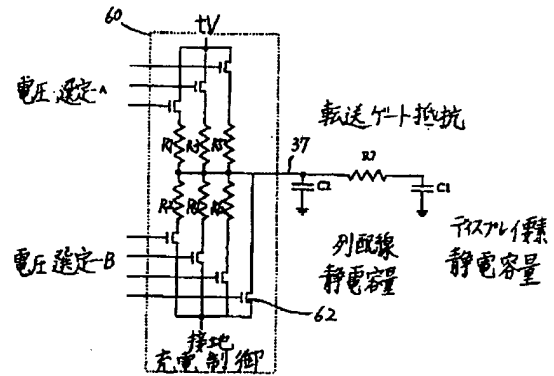 60
tV
電圧選定-A
R1 R3 R5
転送ゲート抵抗
37
R7
C2
C1
R2 R6
電圧選定-B
列配線
静電容量
ディスプレイ要素
静電容量
62
接地
充電制御